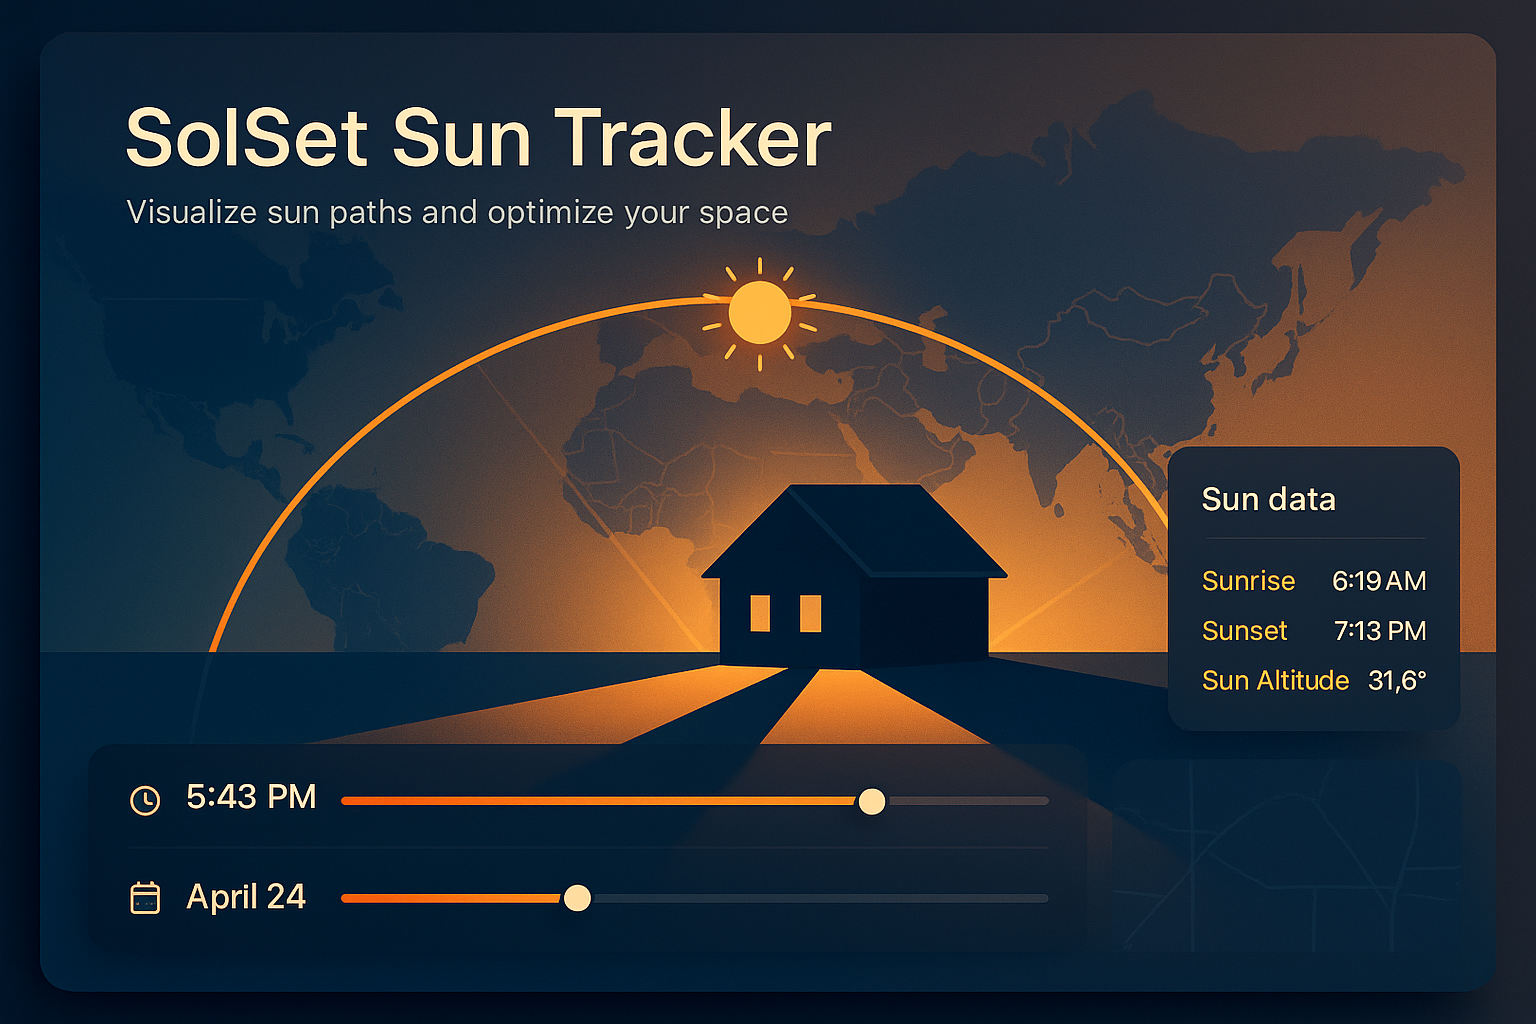 SolSet Sun Tracker
Visualize sun paths and optimize your space
Sun data
Sunrise 6:19 AM
Sunset 7:13 PM
Sun Altitude 31,6°
5:43 PM
April 24